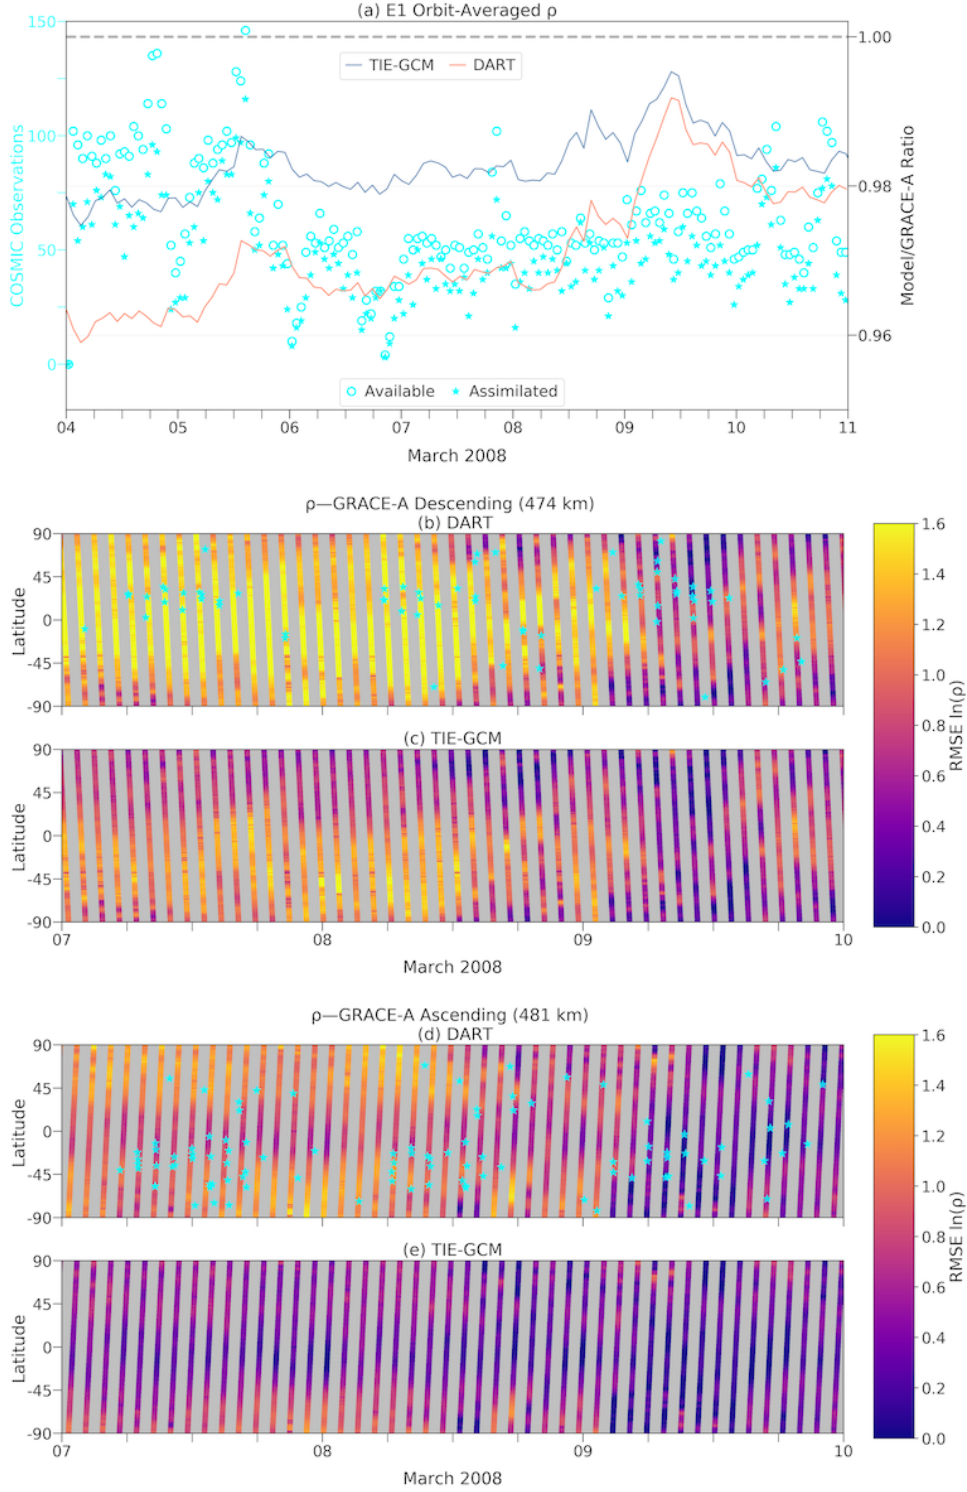 (a) E1 Orbit-Averaged ρ
150
100
50
0
COSMIC Observations
TIE-GCM
DART
1.00
0.98
0.96
Model/GRACE-A Ratio
Available
Assimilated
04 05 06 07 08 09 10 11
March 2008
ρ—GRACE-A Descending (474 km)
(b) DART
90
45
0
-45
-90
Latitude
(c) TIE-GCM
90
45
0
-45
-90
Latitude
07 08 09 10
March 2008
1.6
1.4
1.2
1.0
0.8
0.6
0.4
0.2
0.0
RMSE ln(ρ)
ρ—GRACE-A Ascending (481 km)
(d) DART
90
45
0
-45
-90
Latitude
(e) TIE-GCM
90
45
0
-45
-90
Latitude
07 08 09 10
March 2008
1.6
1.4
1.2
1.0
0.8
0.6
0.4
0.2
0.0
RMSE ln(ρ)